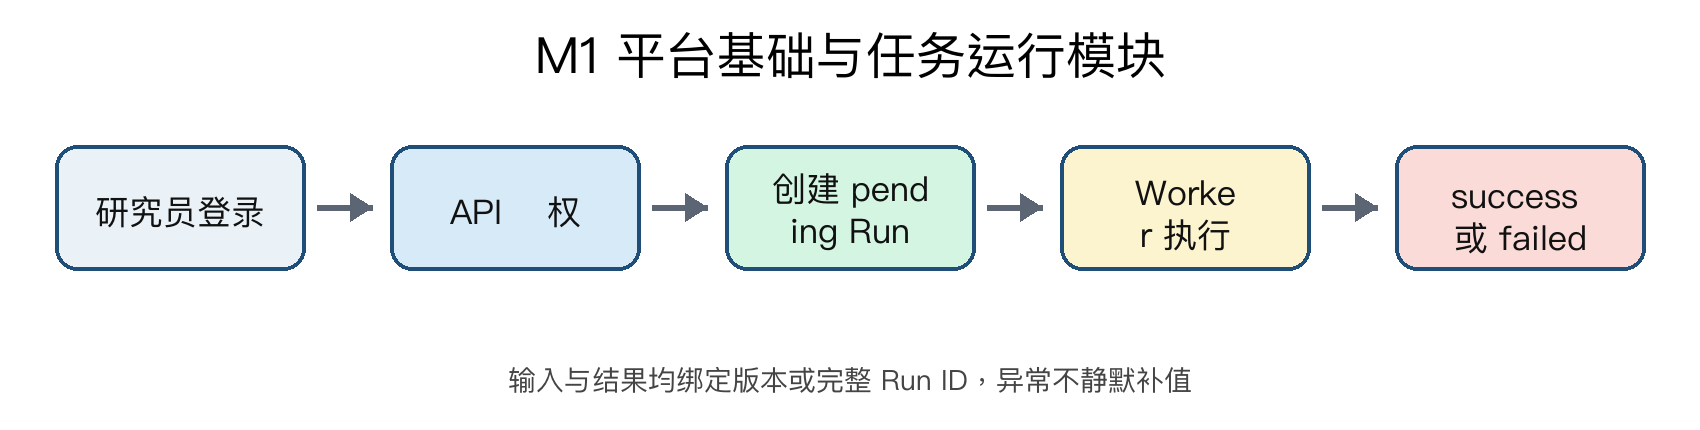 M1 平台基础与任务运行模块
研究员登录
API 权
创建 pend
ing Run
Worke
r 执行
success
或 failed
输入与结果均绑定版本或完整 Run ID，异常不静默补值